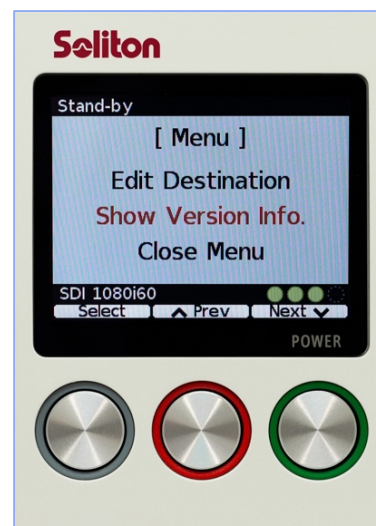 Soliton
Stand-by
[ Menu ]
Edit Destination
Show Version Info.
Close Menu
SDI 1080i60
Select ︿ Prev Next ﹀
POWER